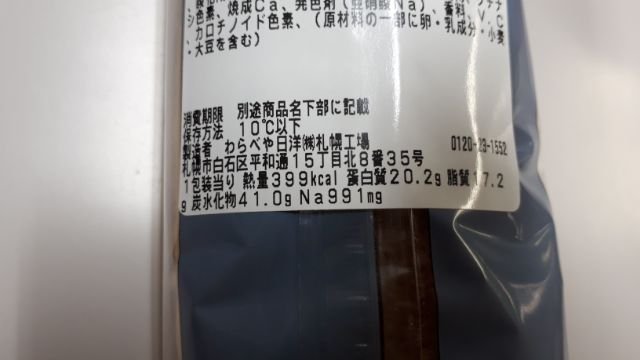 シ色素、焼成Ca、発色剤(亜硝酸Na)、香料、V.C
、カロチノイド色素、(原材料の一部に卵・乳成分・小麦
・大豆を含む)
消費期限 別途商品名下部に記載
保存方法 10℃以下
製造者 わらべや日洋㈱札幌工場 0120-23-1552
札幌市白石区平和通15丁目北8番35号
1包装当り 熱量399kcal 蛋白質20.2g 脂質17.2
g 炭水化物41.0g Na991mg